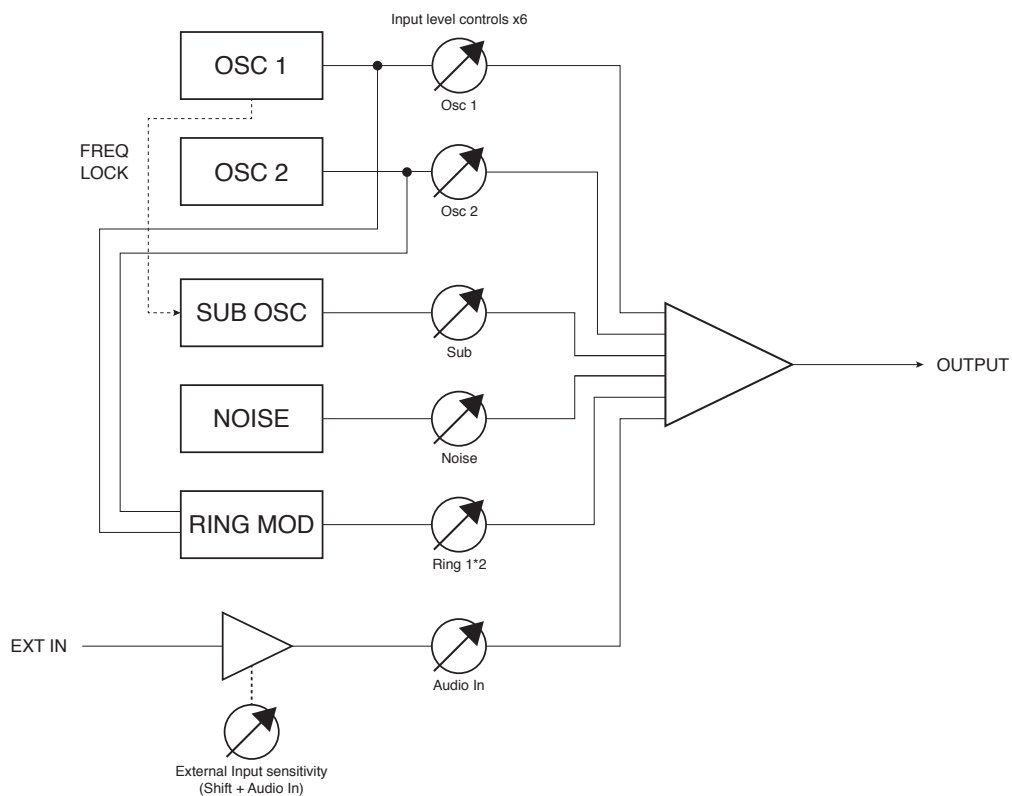 Input level controls x6
OSC 1
Osc 1
FREQ
LOCK
OSC 2
Osc 2
SUB OSC
Sub
OUTPUT
NOISE
Noise
RING MOD
Ring 1*2
EXT IN
Audio In
External Input sensitivity
(Shift + Audio In)